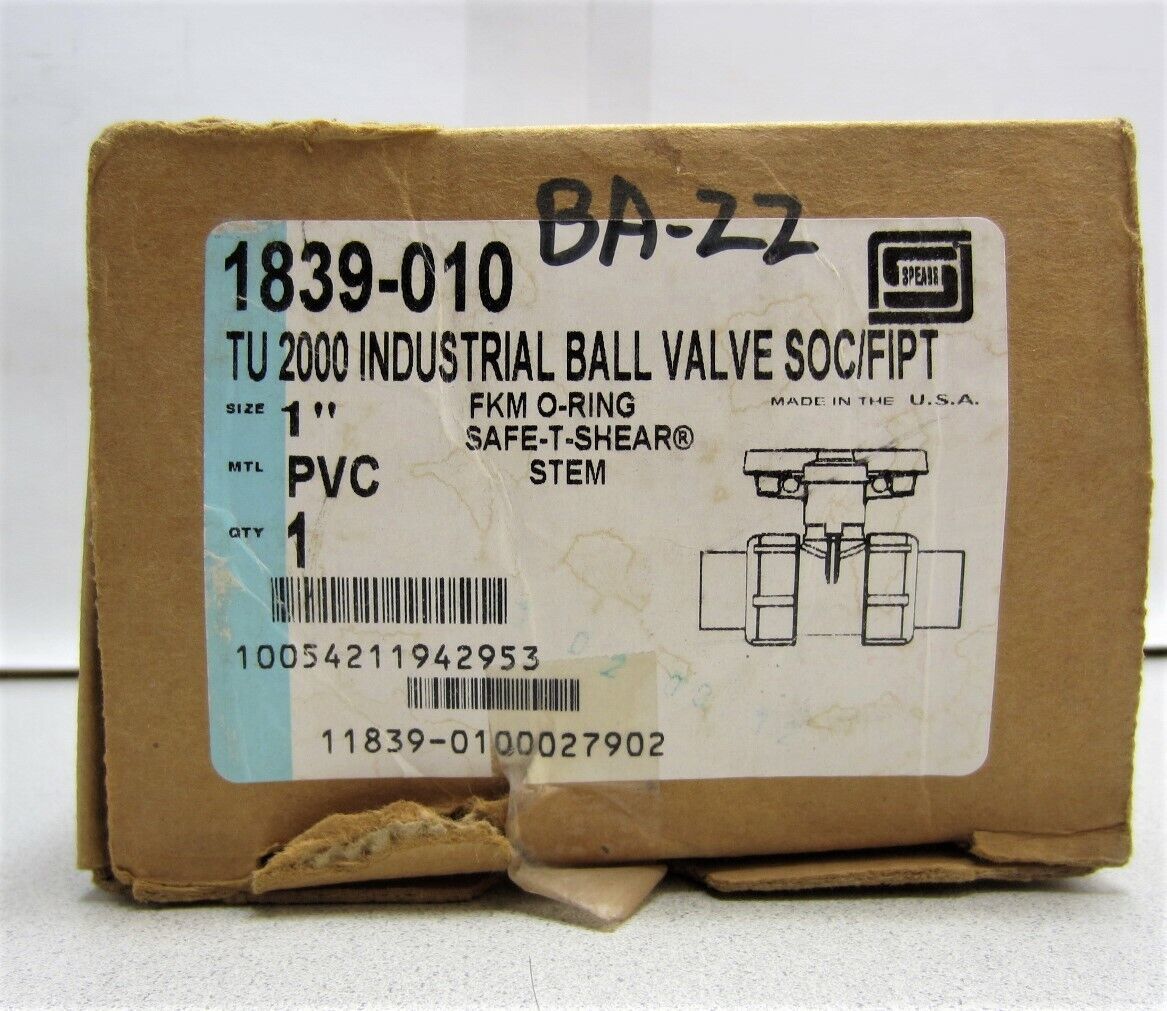 BA-22
1839-010
SPEARS
TU 2000 INDUSTRIAL BALL VALVE SOC/FIPT
SIZE 1" FKM O-RING MADE IN THE U.S.A.
SAFE-T-SHEAR®
MTL PVC STEM
QTY 1
10054211942953
11839-0100027902